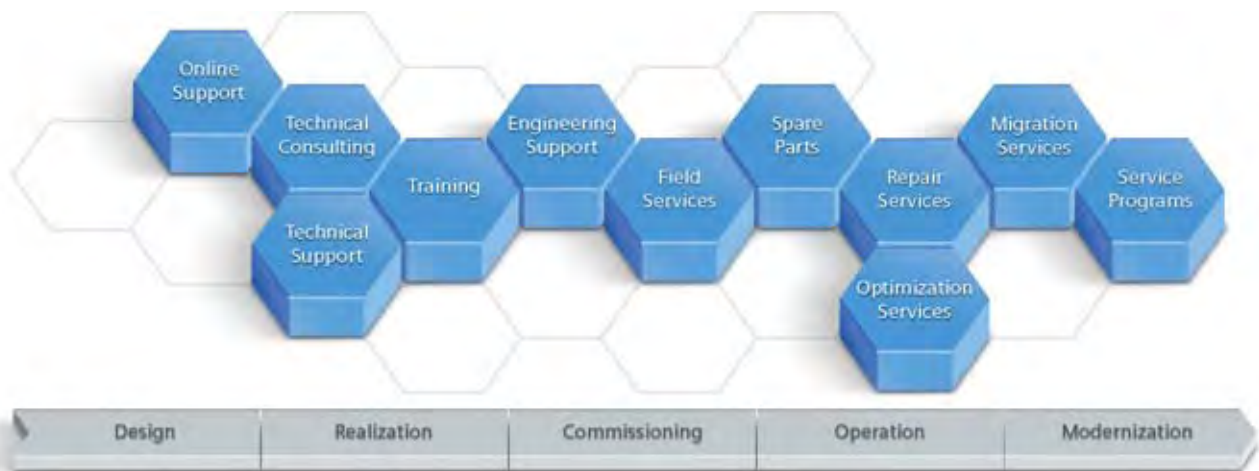 Online
Support
Technical
Consulting
Technical
Support
Training
Engineering
Support
Field
Services
Spare
Parts
Repair
Services
Optimization
Services
Migration
Services
Service
Programs
Design
Realization
Commissioning
Operation
Modernization